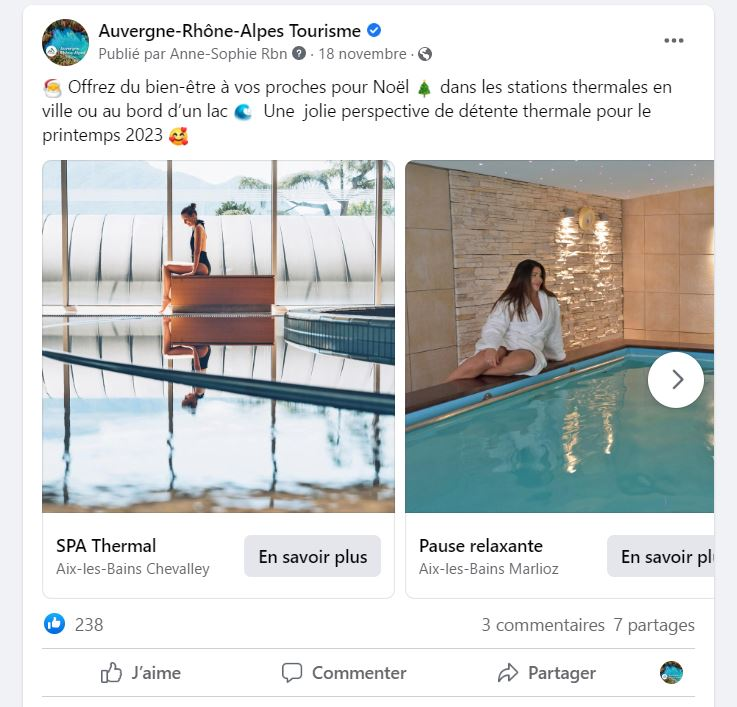 Auvergne-Rhône-Alpes Tourisme
Publié par Anne-Sophie Rbn · 18 novembre ·
🎅 Offrez du bien-être à vos proches pour Noël 🎄 dans les stations thermales en
ville ou au bord d’un lac 🌊 Une jolie perspective de détente thermale pour le
printemps 2023 🥰
SPA Thermal
Aix-les-Bains Chevalley
En savoir plus
Pause relaxante
Aix-les-Bains Marlioz
En savoir pl
238
3 commentaires 7 partages
J’aime
Commenter
Partager